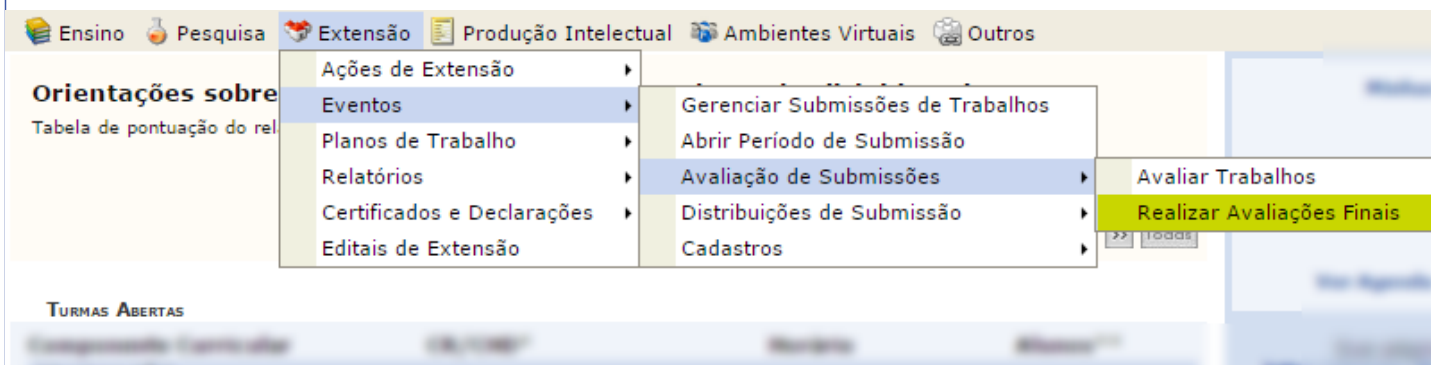 Ensino Pesquisa Extensão Produção Intelectual Ambientes Virtuais Outros
Orientações sobre
Tabela de pontuação do rel
Ações de Extensão
Eventos
Planos de Trabalho
Relatórios
Certificados e Declarações
Editais de Extensão
Gerenciar Submissões de Trabalhos
Abrir Período de Submissão
Avaliação de Submissões
Distribuições de Submissão
Cadastros
Avaliar Trabalhos
Realizar Avaliações Finais
>> Todas
Turmas Abertas